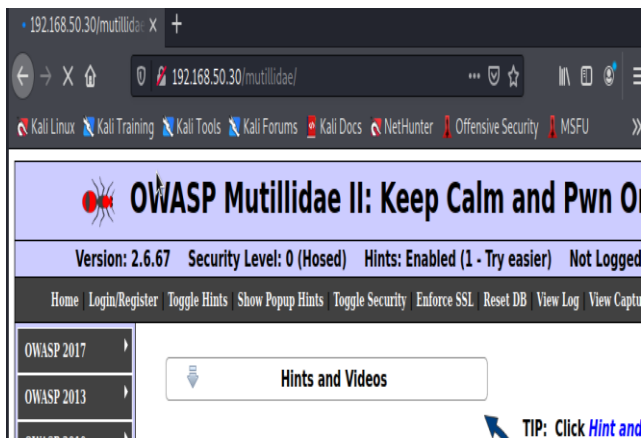 192.168.50.30/mutillida
192.168.50.30/mutillidae/
Kali Linux Kali Training Kali Tools Kali Forums Kali Docs NetHunter Offensive Security MSFU
OWASP Mutillidae II: Keep Calm and Pwn
Version: 2.6.67 Security Level: 0 (Hosed) Hints: Enabled (1 - Try easier) Not Logged
Home Login/Register Toggle Hints Show Popup Hints Toggle Security Enforce SSL Reset DB View Log View Captu
OWASP 2017
Hints and Videos
OWASP 2013
TIP: Click Hint and